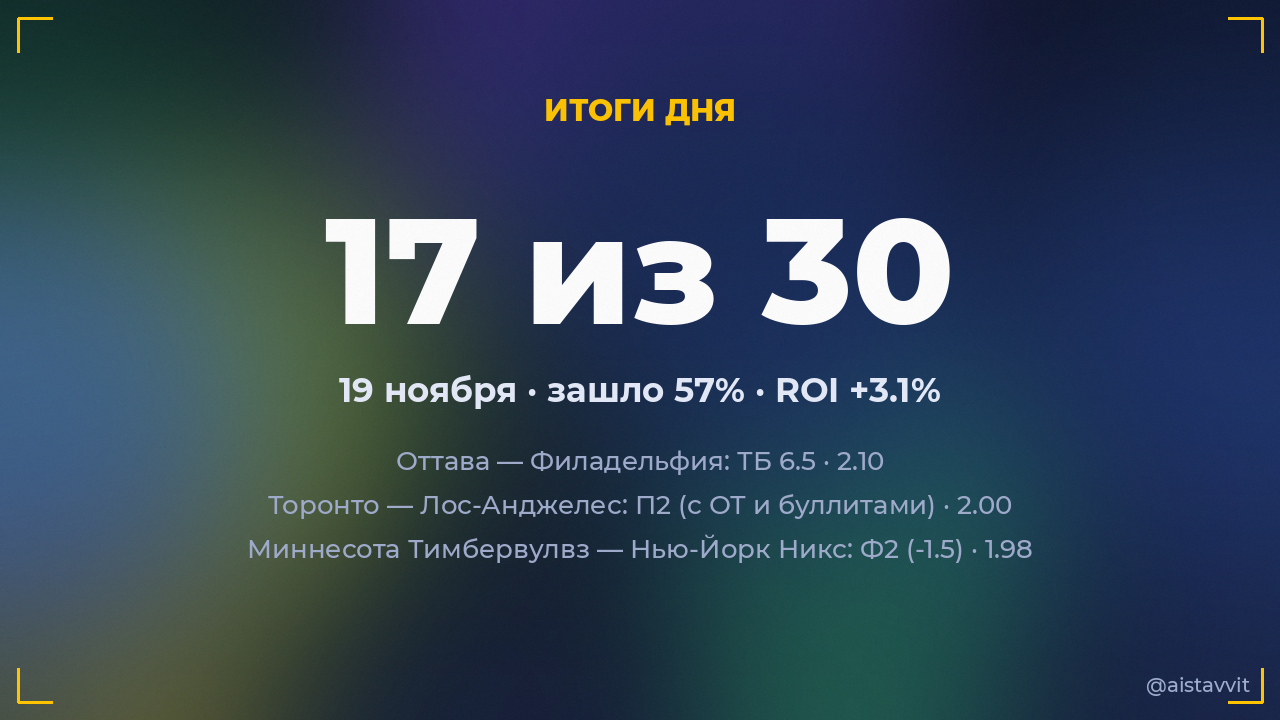 ИТОГИ ДНЯ
17 из 30
19 ноября · зашло 57% · ROI +3.1%
Оттава — Филадельфия: ТБ 6.5 · 2.10
Торонто — Лос-Анджелес: П2 (с ОТ и буллитами) · 2.00
Миннесота Тимбервулвз — Нью-Йорк Никс: Ф2 (-1.5) · 1.98
@aistavvit